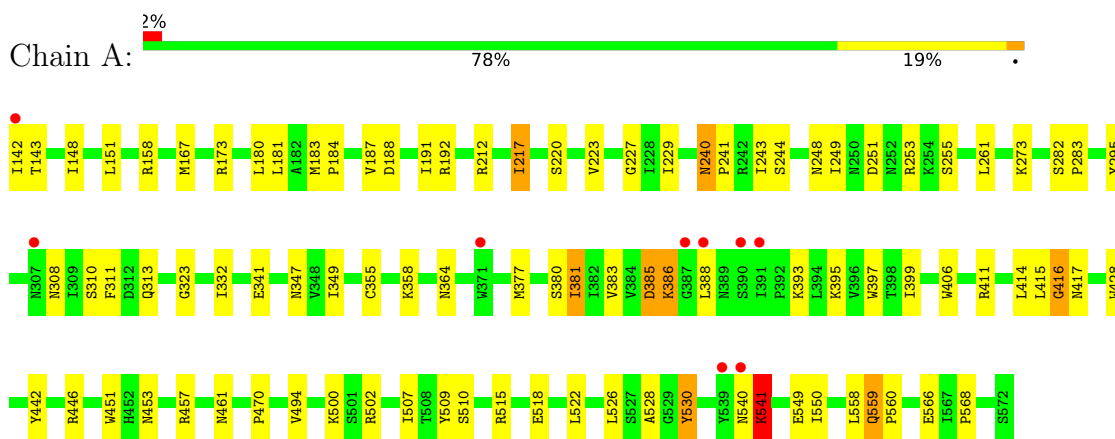 2%
Chain A:
78% 19% •
I142 T143 I148 L151 R158 M167 R173 L180 L181 A182 M183 P184 V187 D188 I191 R192 R212 I217 S220 V223 G227 I228 I229 N240 P241 R242 I243 S244 N248 I249 N250 D251 N252 R253 K254 S255 L261 K273 S282 P283
N307 N308 I309 S310 F311 D312 Q313 G323 I332 E341 N347 V348 I349 C355 K358 N364 W371 M377 S380 I381 I382 V383 V384 D385 K386 G387 L388 N389 S390 I391 P392 K393 L394 K395 V396 W397 T398 I399 W406 R411 L414 L415 G416 N417
Y442 R446 W451 H452 N453 R457 N461 P470 V494 K500 S501 R502 I507 T508 Y509 S510 R515 E518 L522 L526 S527 A528 G529 Y530 Y539 N540 K541 E549 I550 L558 Q559 P560 E566 I567 P568 S572